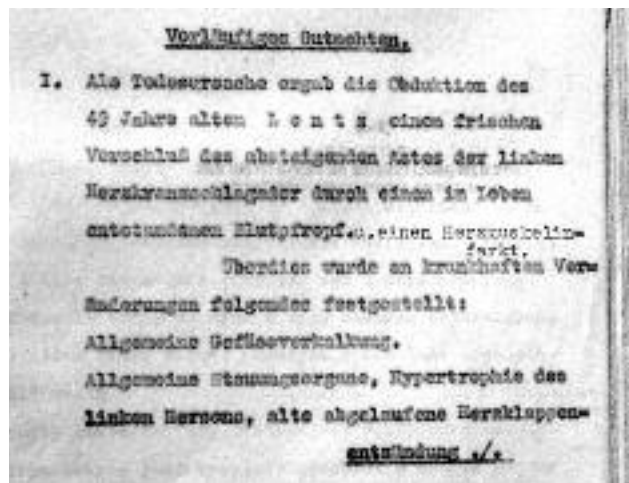 Vorläufiges Gutachten.
I. Als Todesursache ergab die Obduktion des
49 Jahre alten L e n t z einen frischen
Verschluß des absteigenden Astes der linken
Herzkranzschlagader durch einen im Leben
entstandenen Blutpfropf.u.einen Herzmuskelin=
farkt.
Überdies wurde an krankhaften Ver=
änderungen folgendes festgestellt:
Allgemeine Gefässverkalkung.
Allgemeine Stauungsorgane, Hypertrophie des
linken Herzens, alte abgelaufene Herzklappen=
entzündung ./.